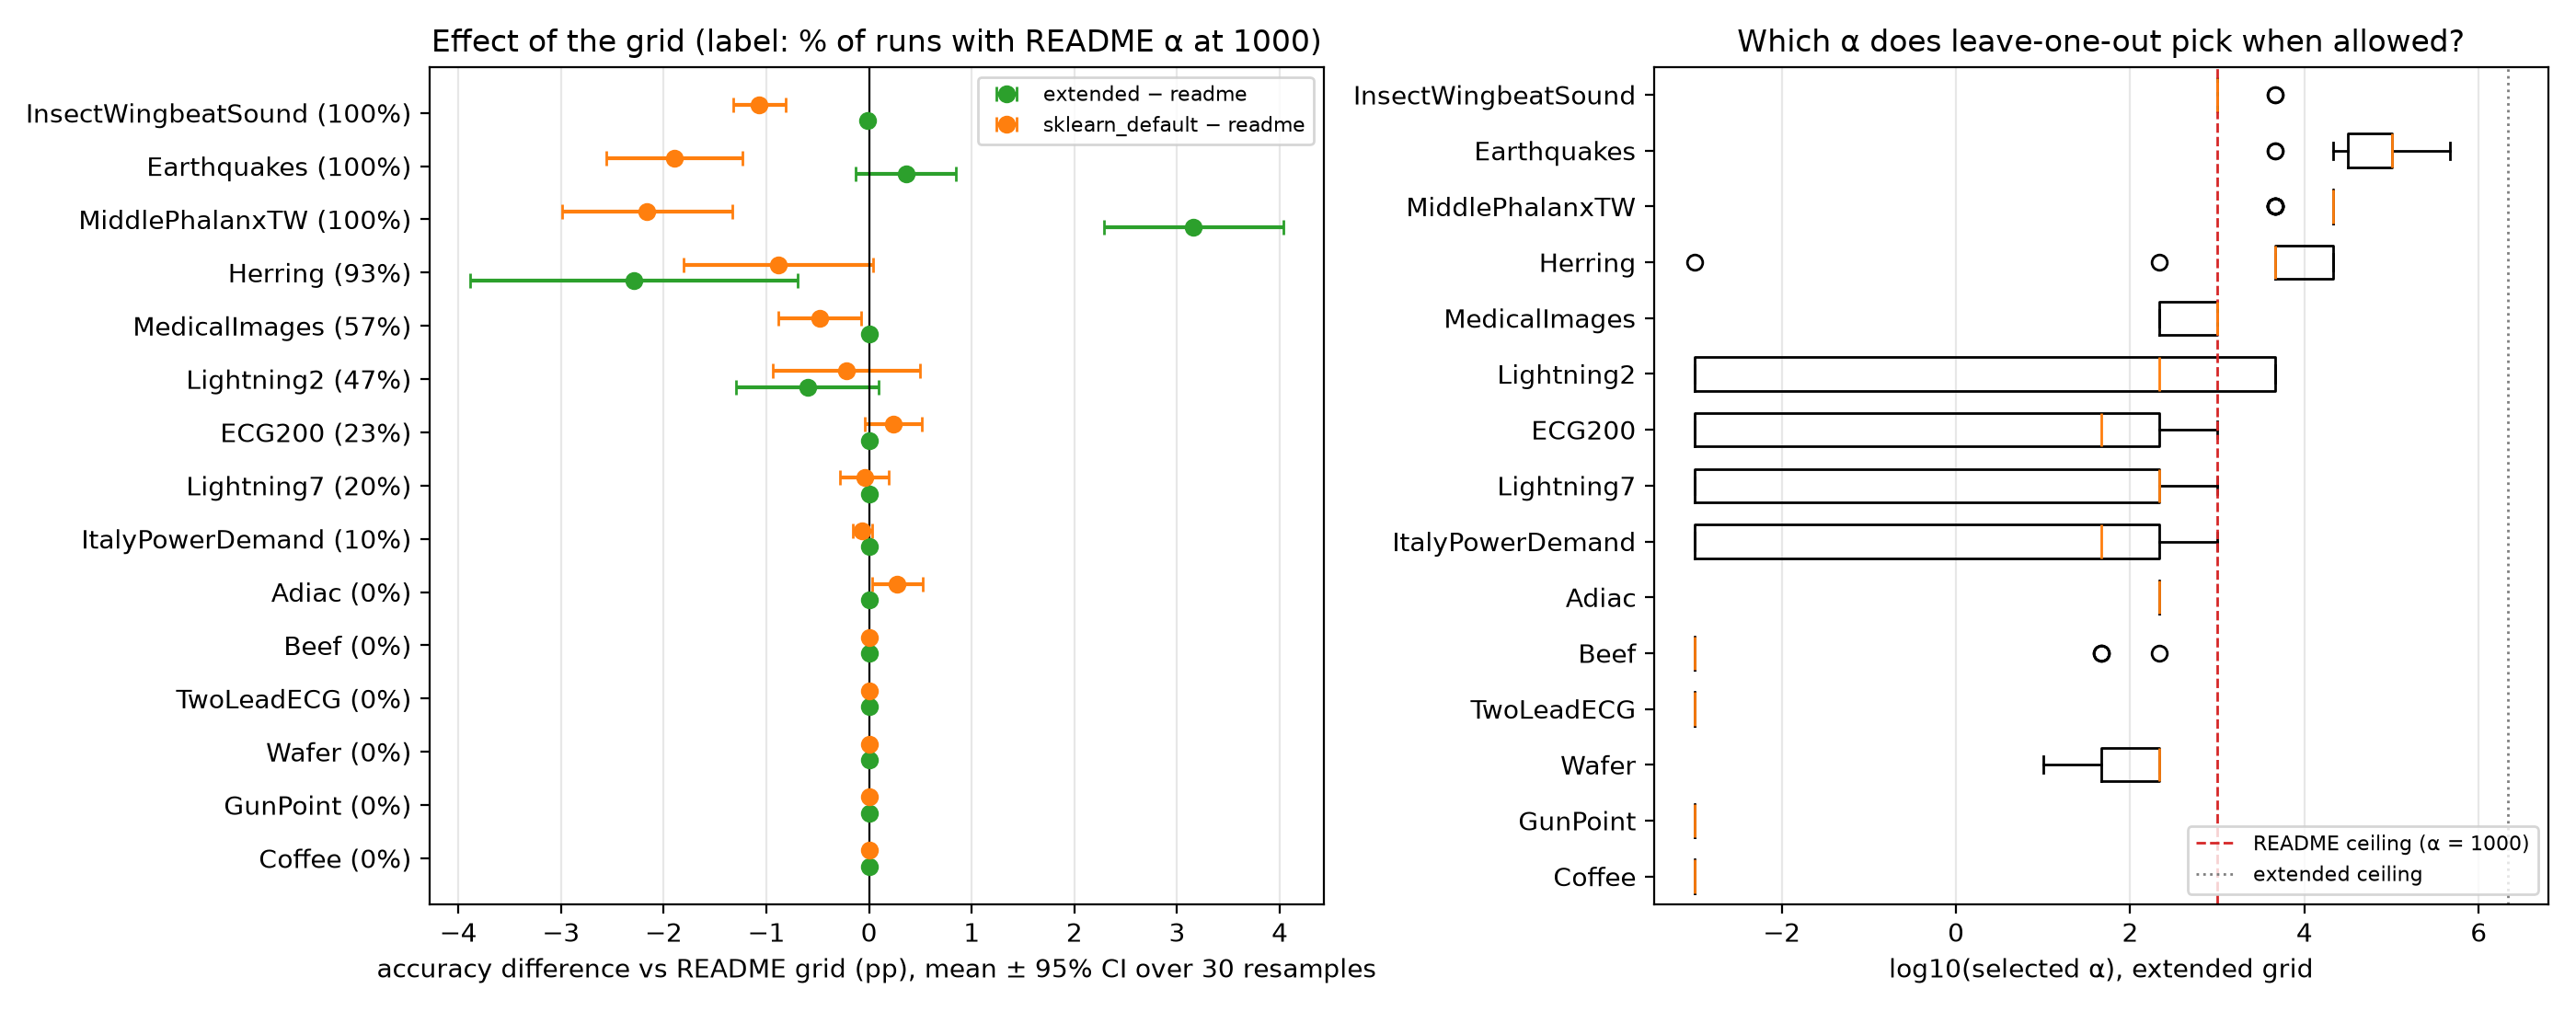 Effect of the grid (label: % of runs with README α at 1000)
extended − readme
sklearn_default − readme
InsectWingbeatSound (100%)
Earthquakes (100%)
MiddlePhalanxTW (100%)
Herring (93%)
MedicalImages (57%)
Lightning2 (47%)
ECG200 (23%)
Lightning7 (20%)
ItalyPowerDemand (10%)
Adiac (0%)
Beef (0%)
TwoLeadECG (0%)
Wafer (0%)
GunPoint (0%)
Coffee (0%)
−4 −3 −2 −1 0 1 2 3 4
accuracy difference vs README grid (pp), mean ± 95% CI over 30 resamples
Which α does leave-one-out pick when allowed?
InsectWingbeatSound
Earthquakes
MiddlePhalanxTW
Herring
MedicalImages
Lightning2
ECG200
Lightning7
ItalyPowerDemand
Adiac
Beef
TwoLeadECG
Wafer
GunPoint
Coffee
README ceiling (α = 1000)
extended ceiling
−2 0 2 4 6
log10(selected α), extended grid